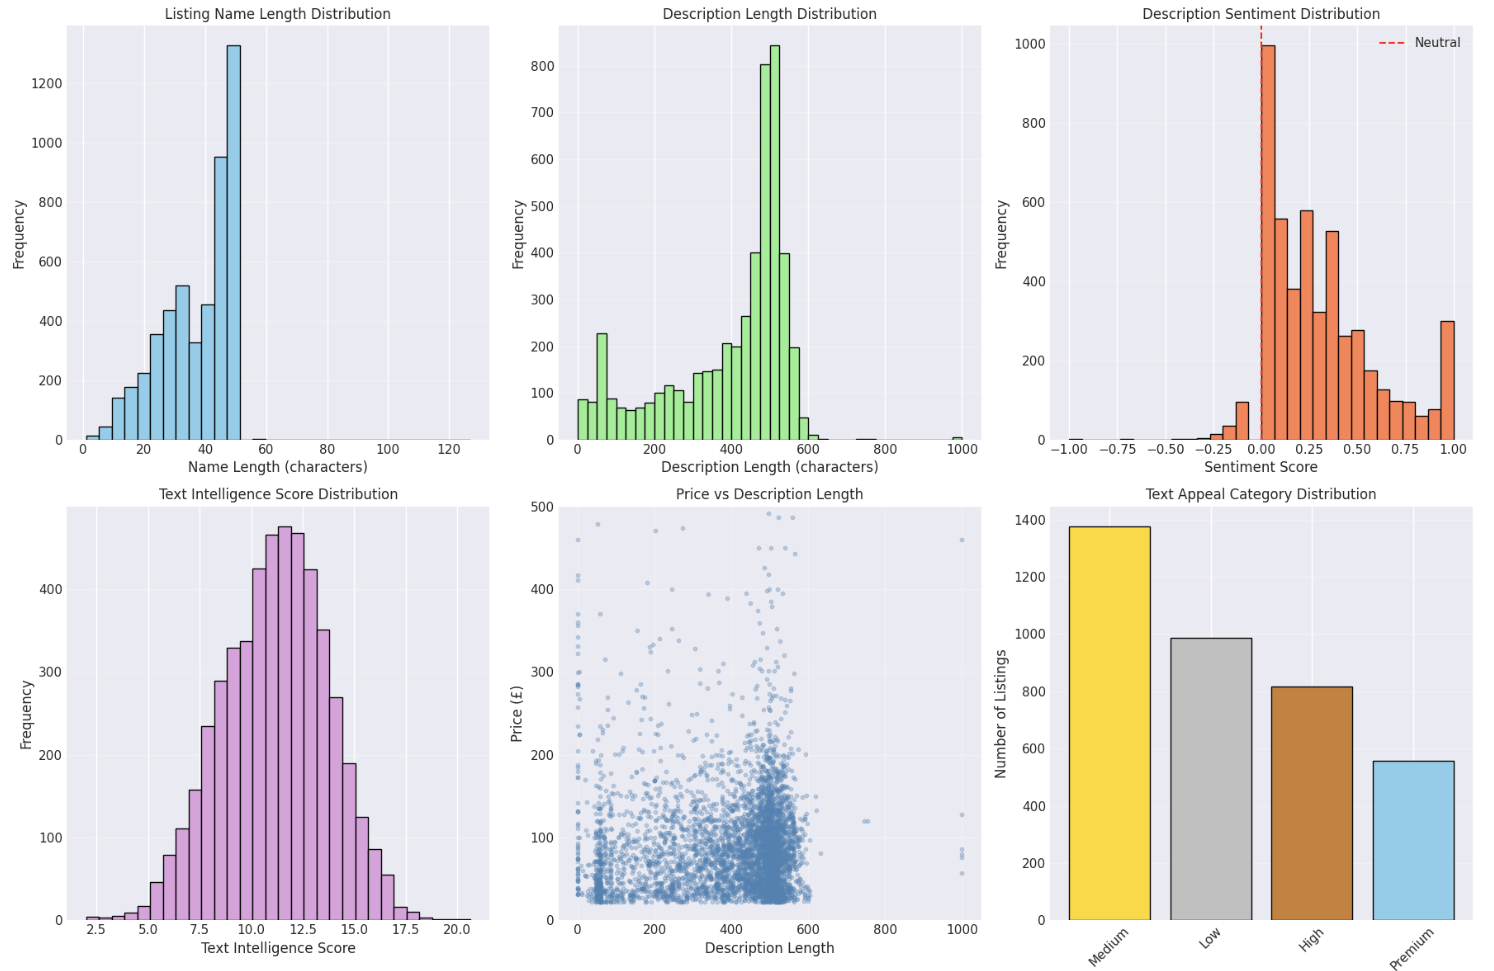 Listing Name Length Distribution
1200
1000
800
600
400
200
0
Frequency
0 20 40 60 80 100 120
Name Length (characters)
Description Length Distribution
800
700
600
500
400
300
200
100
0
Frequency
0 200 400 600 800 1000
Description Length (characters)
Description Sentiment Distribution
Neutral
1000
800
600
400
200
0
Frequency
−1.00 −0.75 −0.50 −0.25 0.00 0.25 0.50 0.75 1.00
Sentiment Score
Text Intelligence Score Distribution
400
300
200
100
0
Frequency
2.5 5.0 7.5 10.0 12.5 15.0 17.5 20.0
Text Intelligence Score
Price vs Description Length
500
400
300
200
100
0
Price (£)
0 200 400 600 800 1000
Description Length
Text Appeal Category Distribution
1400
1200
1000
800
600
400
200
0
Number of Listings
Medium Low High Premium